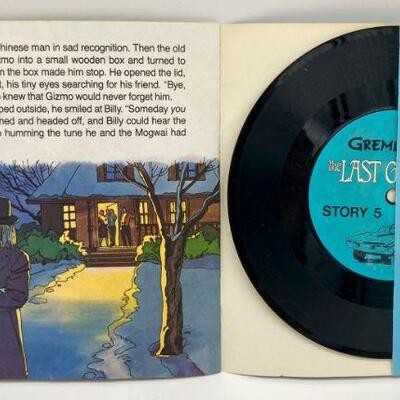 hinese man in sad recognition. Then the old
mo into a small wooden box and turned to
m the box made him stop. He opened the lid,
t, his tiny eyes searching for his friend. “Bye,
knew that Gizmo would never forget him.
ped outside, he smiled at Billy. “Someday you
ned and headed off, and Billy could hear the
o humming the tune he and the Mogwai had
GREML
the LAST G
STORY 5